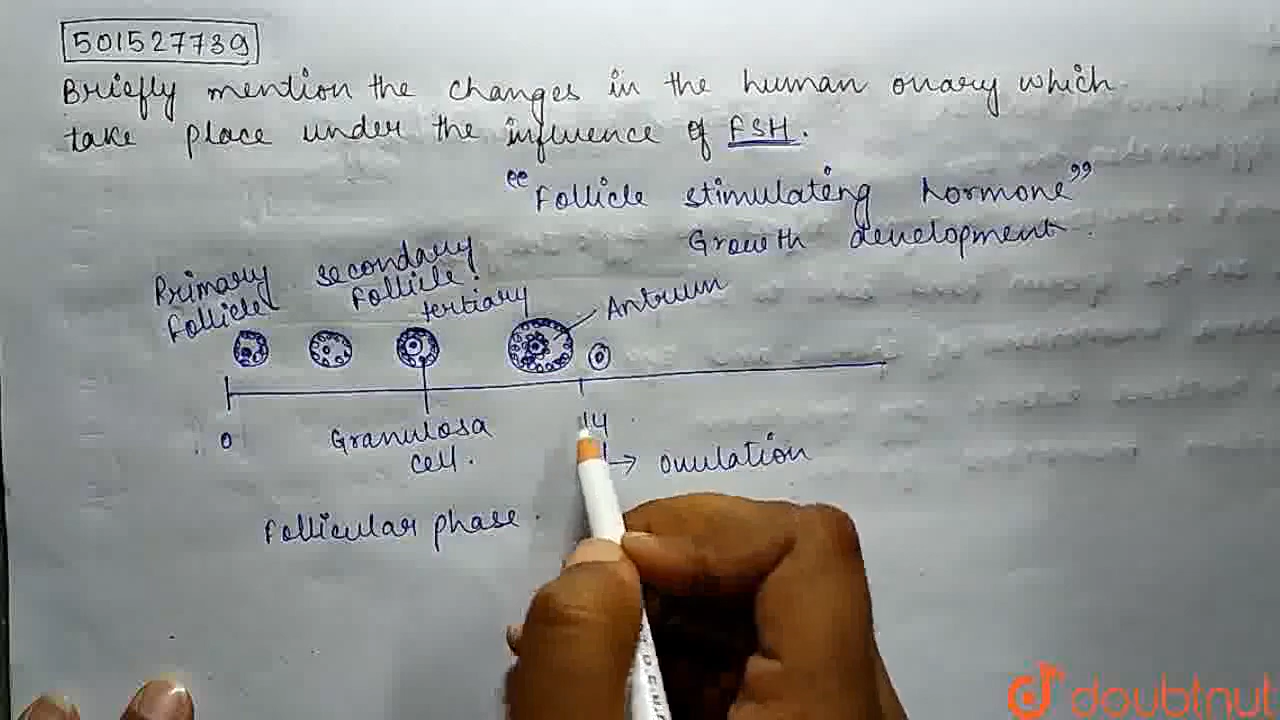 501527739
Briefly mention the changes in the human ovary which
take place under the influence of FSH.
"Follicle stimulating hormone"
Growth development.
Primary follicle
secondary follicle.
tertiary
Antrum
0
Granulosa
cell.
14
→ ovulation
Follicular phase.
doubtnut